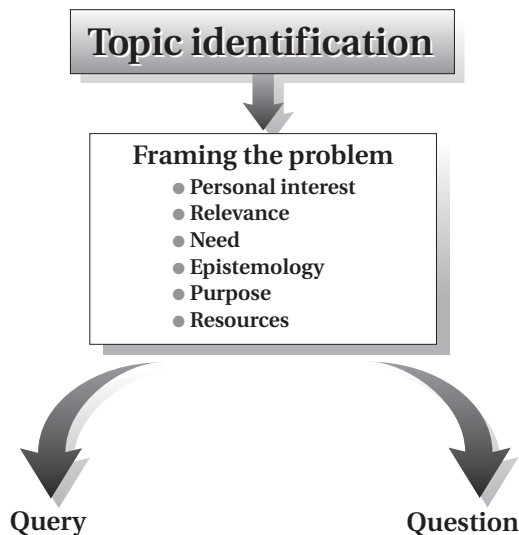 Topic identification
Framing the problem
● Personal interest
● Relevance
● Need
● Epistemology
● Purpose
● Resources
Query
Question